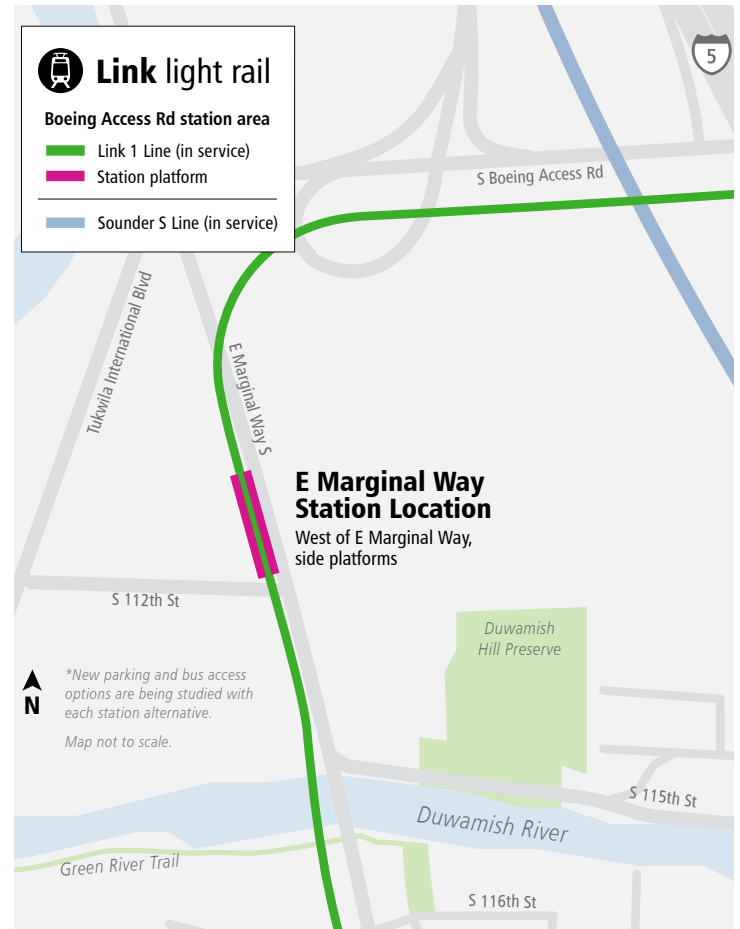 Link light rail
Boeing Access Rd station area
Link 1 Line (in service)
Station platform
Sounder S Line (in service)
5
S Boeing Access Rd
Tukwila International Blvd
E Marginal Way S
E Marginal Way
Station Location
West of E Marginal Way,
side platforms
S 112th St
Duwamish
Hill Preserve
N
*New parking and bus access
options are being studied with
each station alternative.
Map not to scale.
S 115th St
Duwamish River
Green River Trail
S 116th St